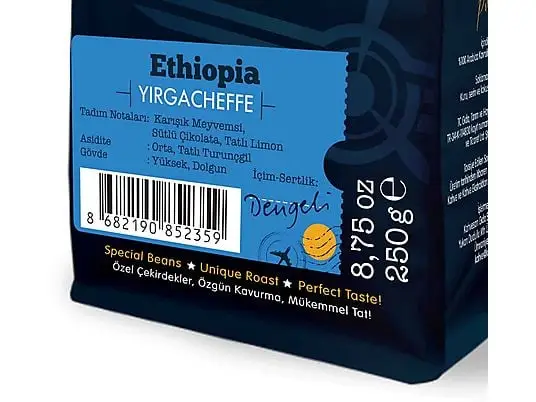 Ethiopia
YIRGACHEFFE
Tadım Notaları: Karışık Meyvemsi,
Sütlü Çikolata, Tatlı Limon
Asidite : Orta, Tatlı Turunçgil
Gövde : Yüksek, Dolgun
İçim-Sertlik:
Dengeli
8 682190 852359
8,75 oz
250 g e
Special Beans ★ Unique Roast ★ Perfect Taste!
Özel Çekirdekler, Özgün Kavurma, Mükemmel Tat!